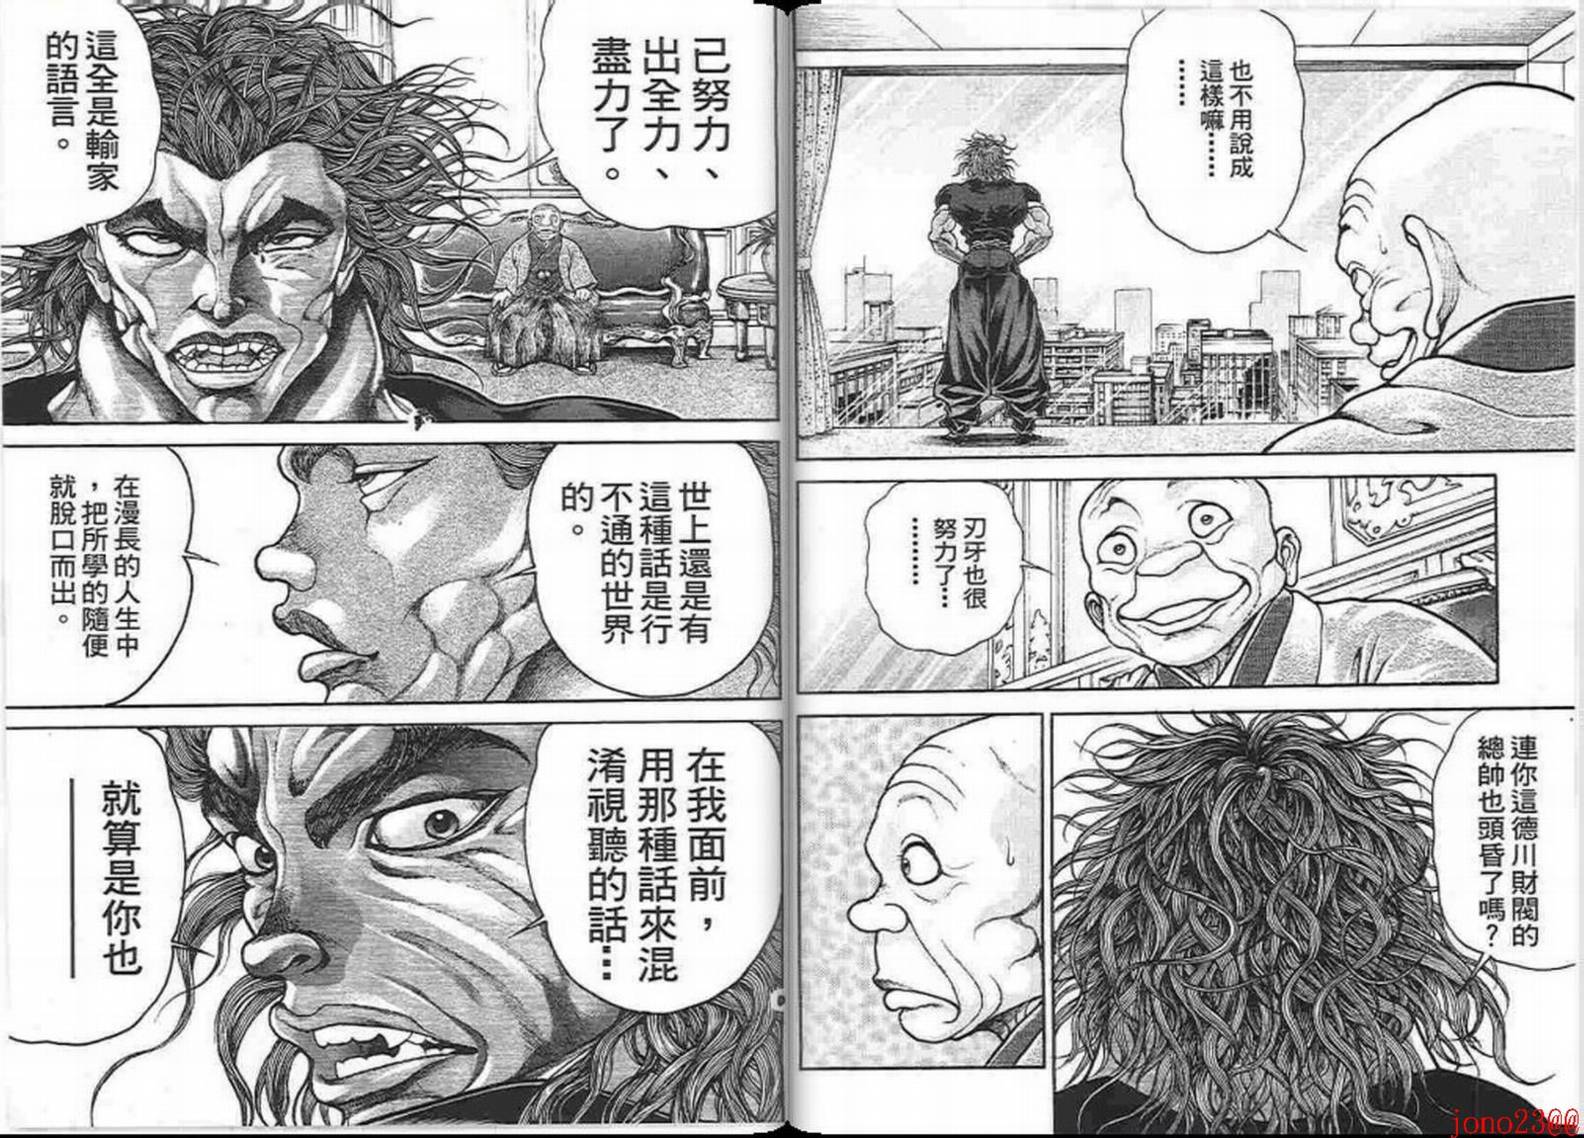 也不用說成
這樣嘛………
……
刃牙也很
努力了…
………
連你這德川財閥的
總帥也頭昏了嗎？
已努力、
出全力、
盡力了。
這全是輸家
的語言。
世上還是有
這種話是行
不通的世界
的。
在漫長的人生中
，把所學的隨便
就脫口而出。
在我面前，
用那種話來混
淆視聽的話…
就算是你也
——
jono23@@